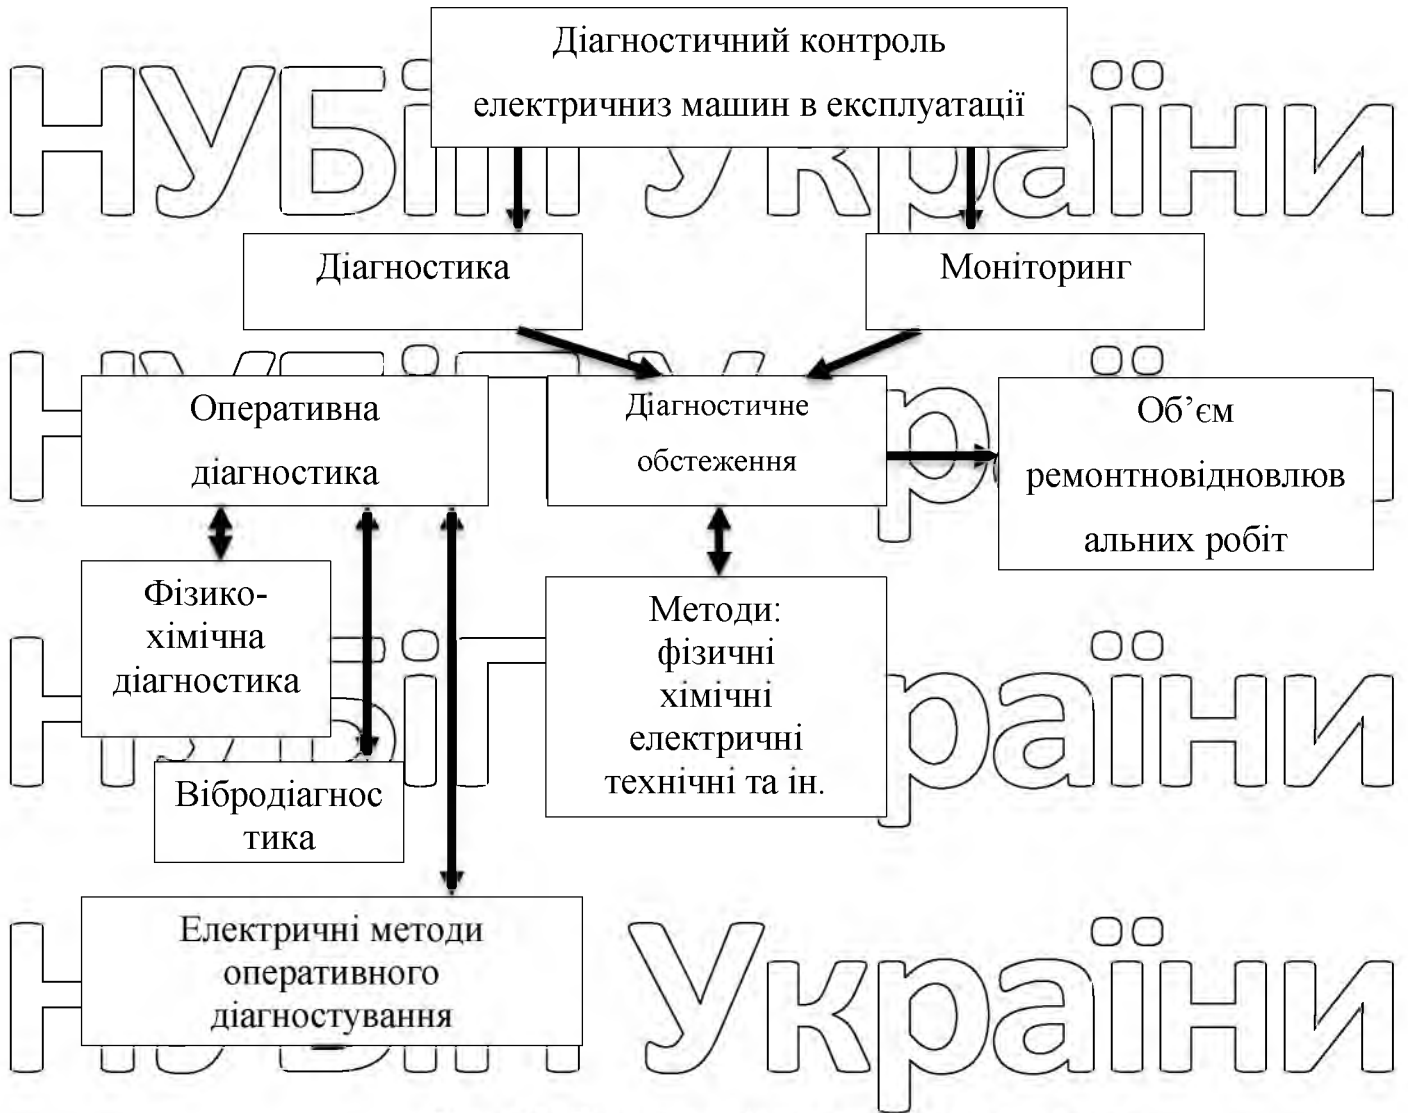 Діагностичний контроль
електричниз машин в експлуатації
Діагностика
Моніторинг
Оперативна
діагностика
Діагностичне
обстеження
Об’єм
ремонтновідновлюв
альних робіт
Фізико-
хімічна
діагностика
Методи:
фізичні
хімічні
електричні
технічні та ін.
Вібродіагнос
тика
Електричні методи
оперативного
діагностування
НУБіП України
НУБіП України
НУБіП України
НУБіП України